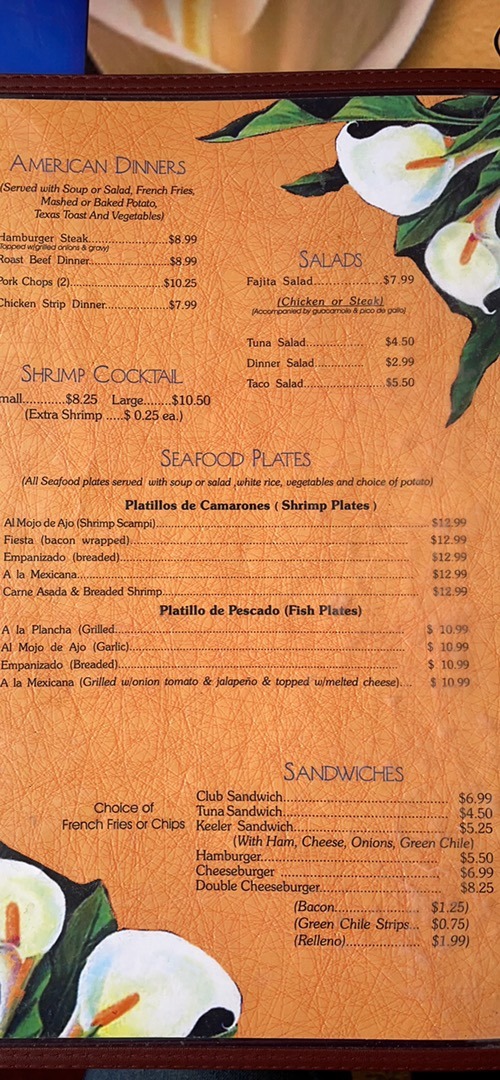 AMERICAN DINNERS
(Served with Soup or Salad, French Fries,
Mashed or Baked Potato,
Texas Toast And Vegetables)
Hamburger Steak..............................$8.99
(Topped w/grilled onions & gravy)
Roast Beef Dinner..............................$8.99
Pork Chops (2)..............................$10.25
Chicken Strip Dinner....................$7.99
SALADS
Fajita Salad.....................$7.99
(Chicken or Steak)
(Accompanied by guacamole & pico de gallo)
Tuna Salad................ $4.50
Dinner Salad.............. $2.99
Taco Salad........................$5.50
SHRIMP COCKTAIL
mall............$8.25 Large........$10.50
(Extra Shrimp .....$ 0.25 ea.)
SEAFOOD PLATES
(All Seafood plates served with soup or salad ,white rice, vegetables and choice of potato)
Platillos de Camarones ( Shrimp Plates )
Al Mojo de Ajo (Shrimp Scampi)................................................ $12.99
Fiesta (bacon wrapped)................................................ $12.99
Empanizado (breaded)................................................ $12.99
A la Mexicana................................................ $12.99
Carne Asada & Breaded Shrimp................................................ $12.99
Platillo de Pescado (Fish Plates)
A la Plancha (Grilled................................................ $ 10.99
Al Mojo de Ajo (Garlic)................................................ $ 10.99
Empanizado (Breaded)................................................ $ 10.99
A la Mexicana (Grilled w/onion tomato & jalapeño & topped w/melted cheese).... $ 10.99
SANDWICHES
Choice of
French Fries or Chips
Club Sandwich........................................ $6.99
Tuna Sandwich........................................ $4.50
Keeler Sandwich........................................ $5.25
(With Ham, Cheese, Onions, Green Chile)
Hamburger........................................ $5.50
Cheeseburger ........................................ $6.99
Double Cheeseburger................................ $8.25
(Bacon..................... $1.25)
(Green Chile Strips... $0.75)
(Relleno)................... $1.99)